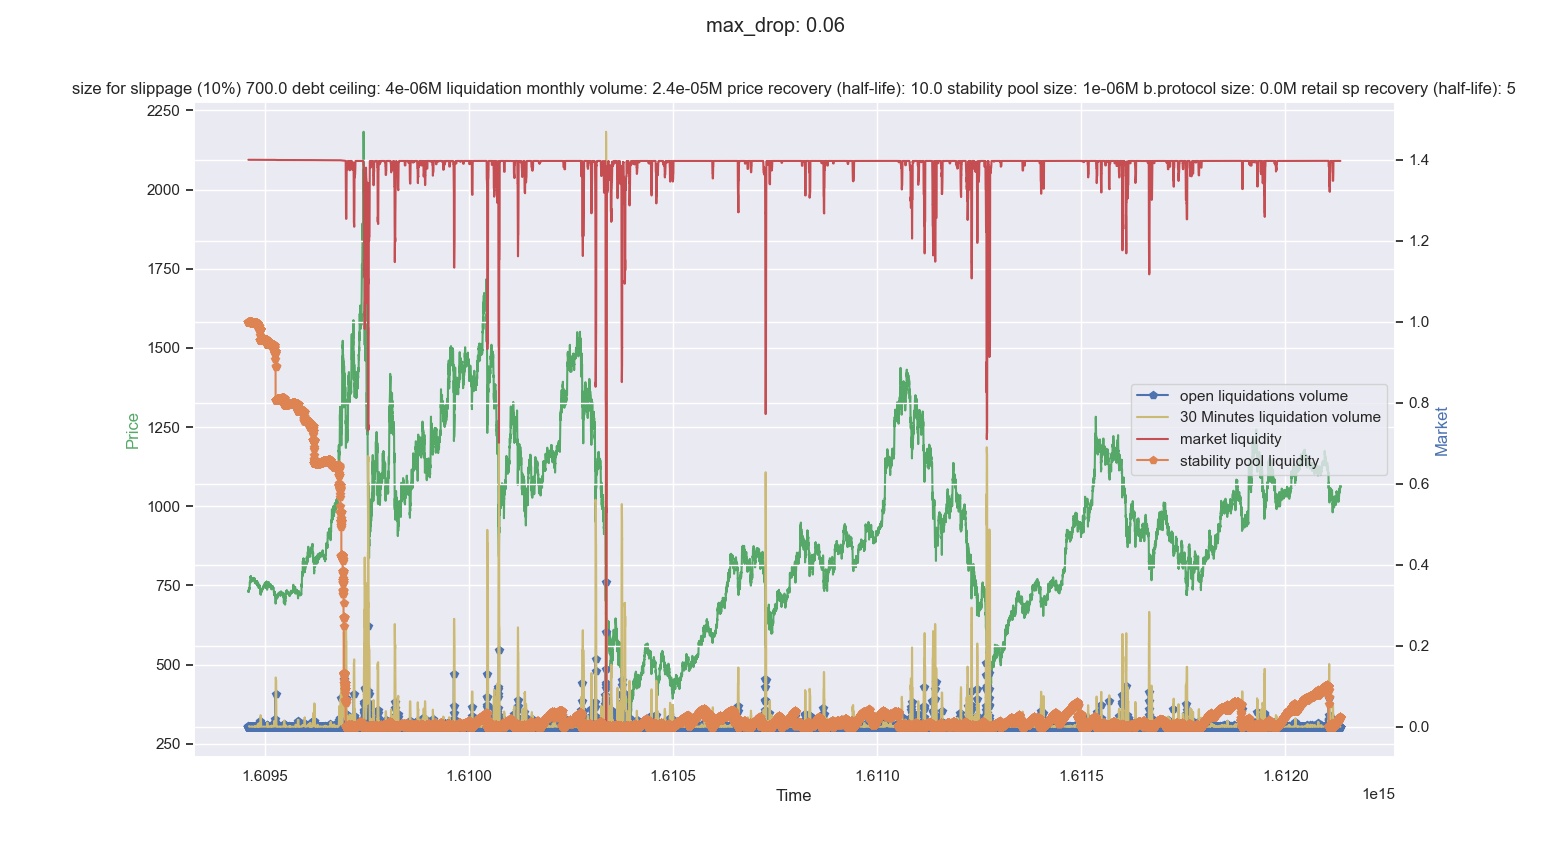 max_drop: 0.06
size for slippage (10%) 700.0 debt ceiling: 4e-06M liquidation monthly volume: 2.4e-05M price recovery (half-life): 10.0 stability pool size: 1e-06M b.protocol size: 0.0M retail sp recovery (half-life): 5
2250
2000
1750
1500
1250
1000
750
500
250
Price
1.4
1.2
1.0
0.8
0.6
0.4
0.2
0.0
Market
open liquidations volume
30 Minutes liquidation volume
market liquidity
stability pool liquidity
1.6095
1.6100
1.6105
1.6110
1.6115
1.6120
1e15
Time